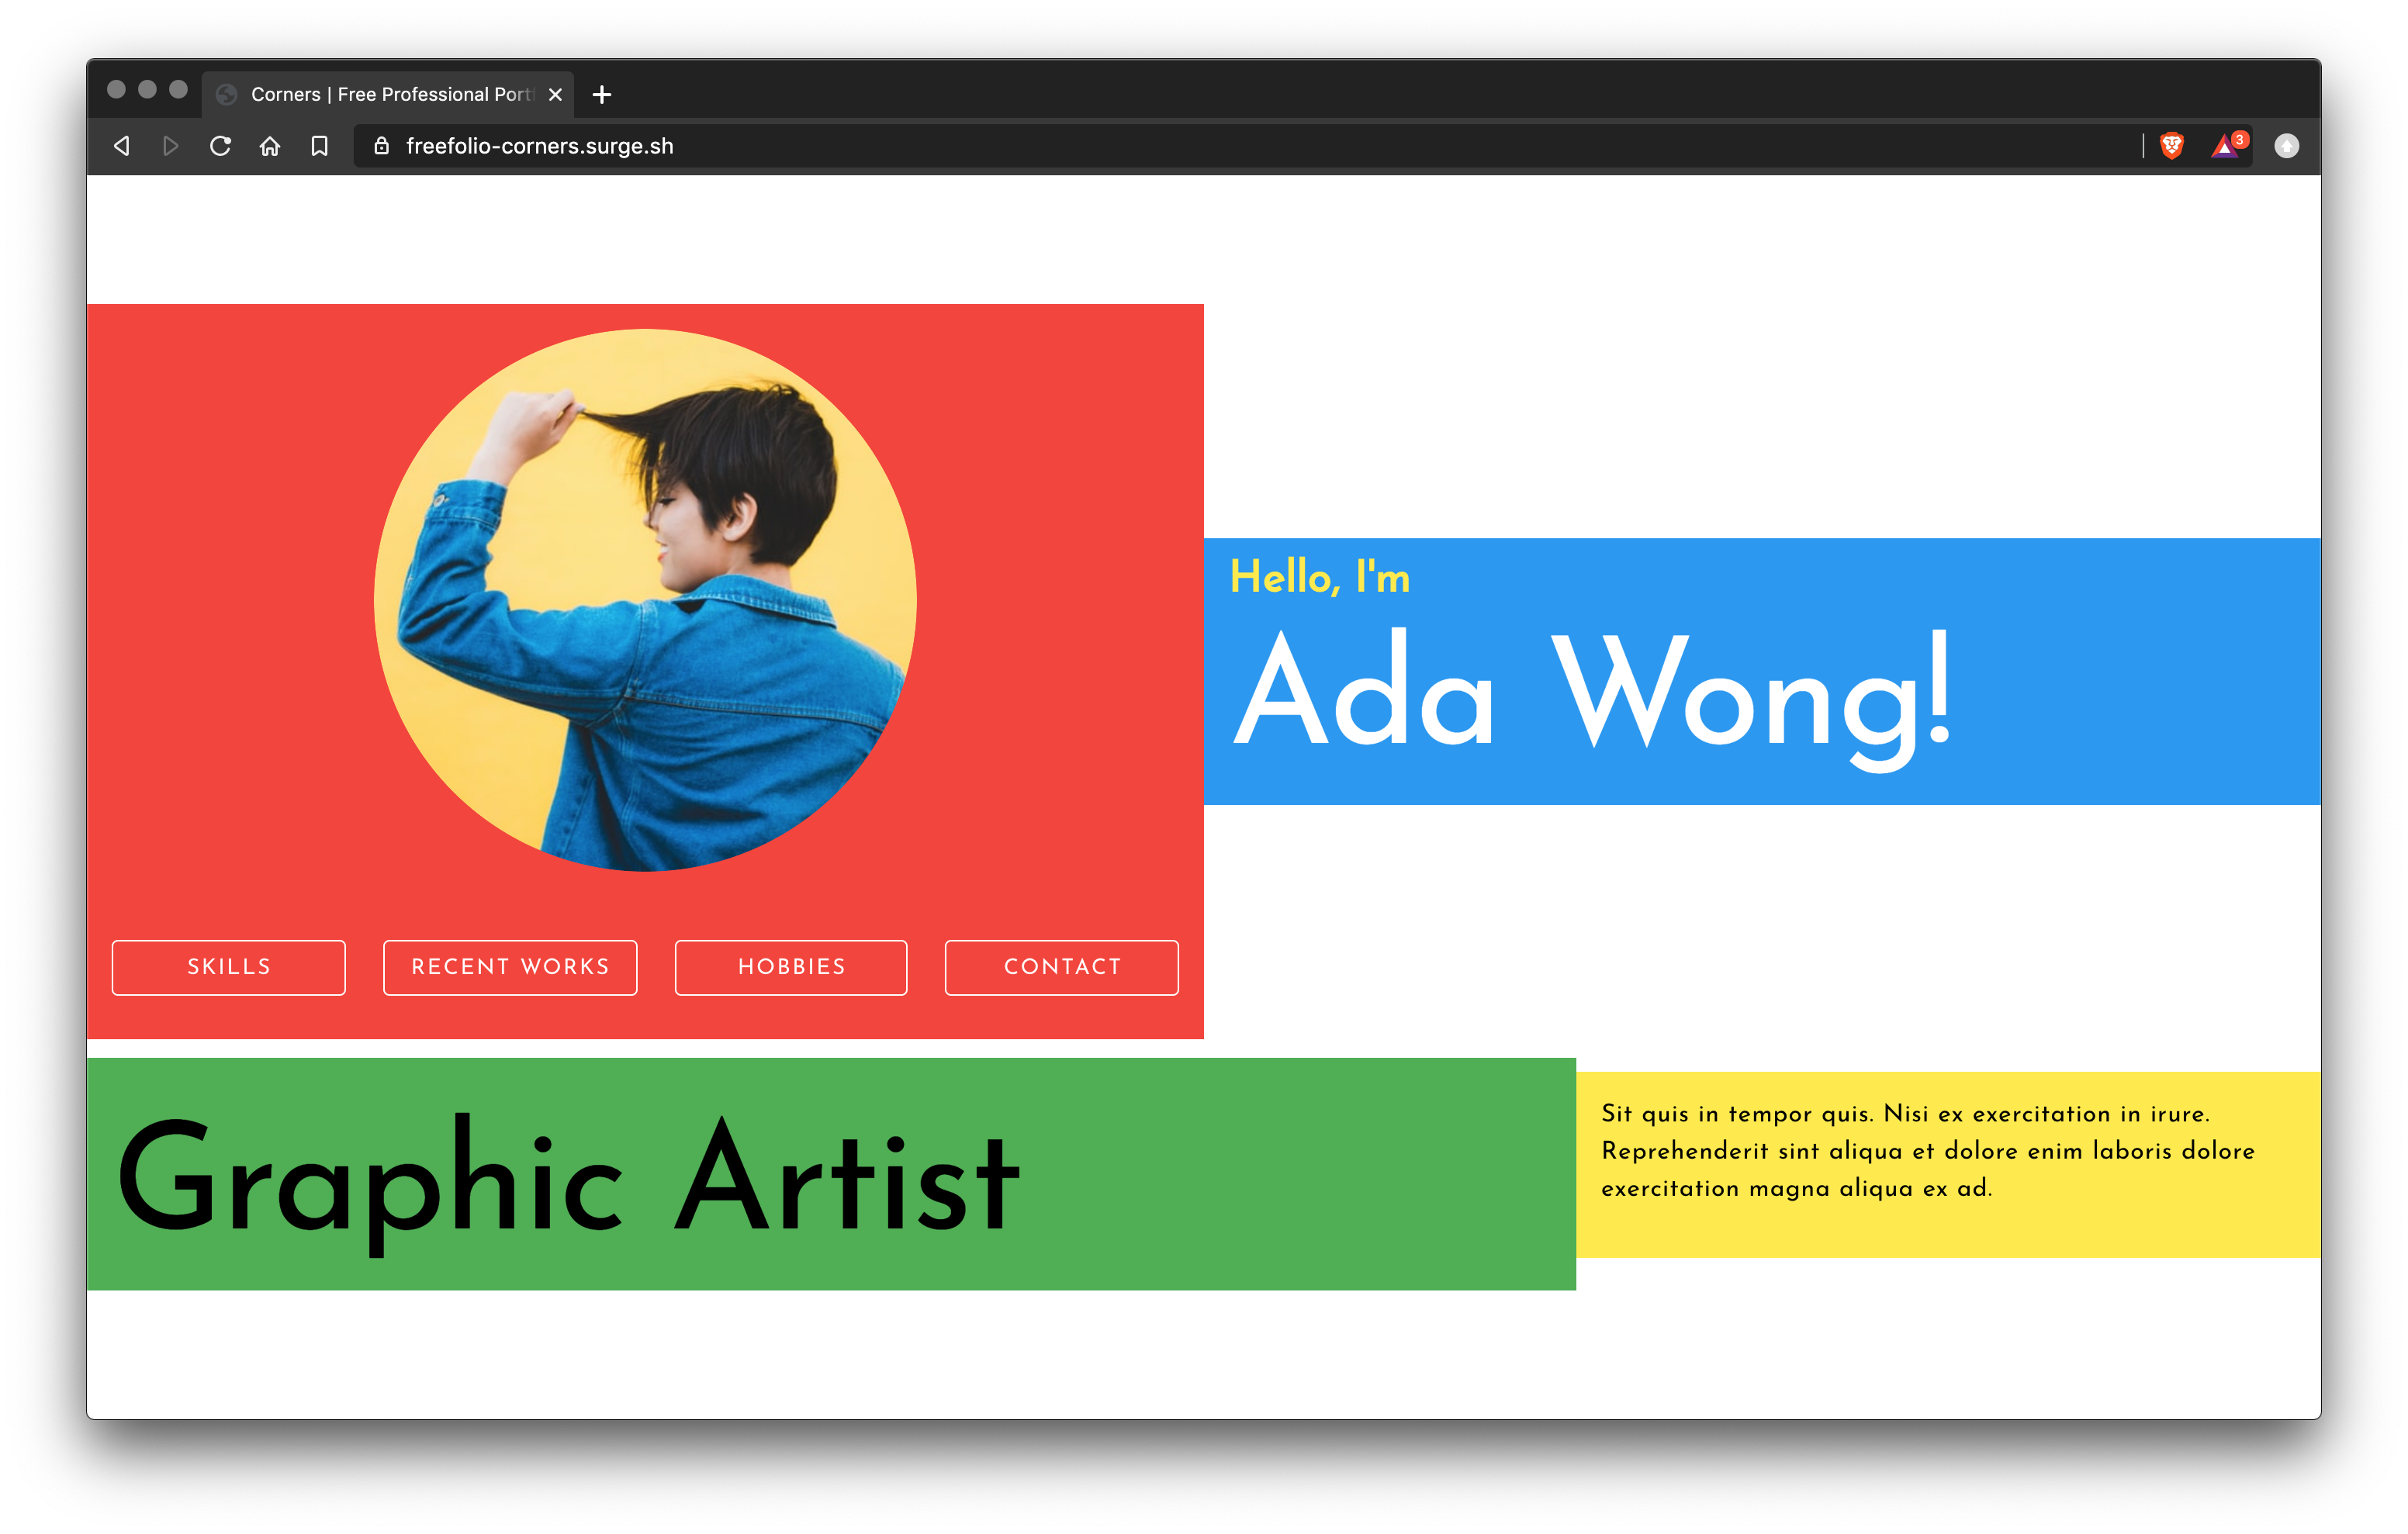 Corners | Free Professional Port
freefolio-corners.surge.sh
3
Hello, I'm
Ada Wong!
SKILLS
RECENT WORKS
HOBBIES
CONTACT
Graphic Artist
Sit quis in tempor quis. Nisi ex exercitation in irure.
Reprehenderit sint aliqua et dolore enim laboris dolore
exercitation magna aliqua ex ad.